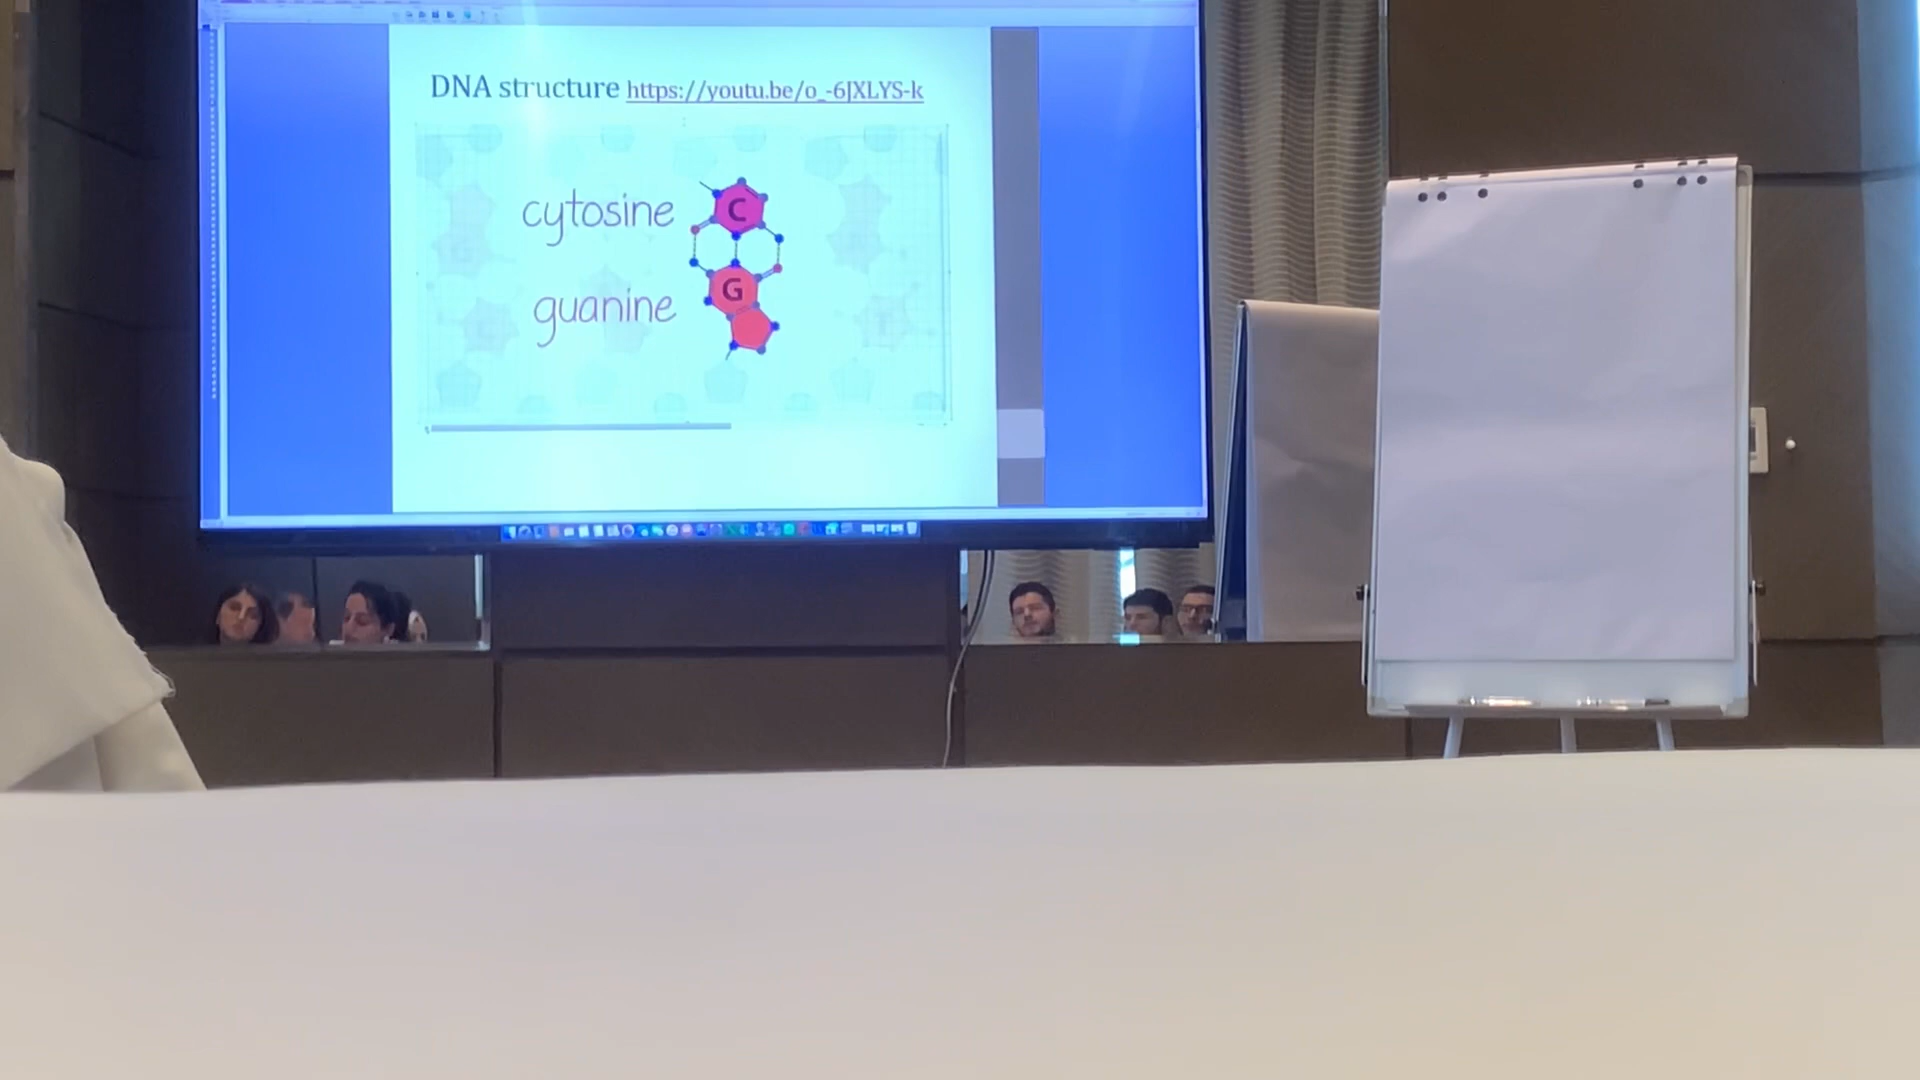 DNA structure https://youtu.be/o_-6JXLYS-k
cytosine
C
guanine
G